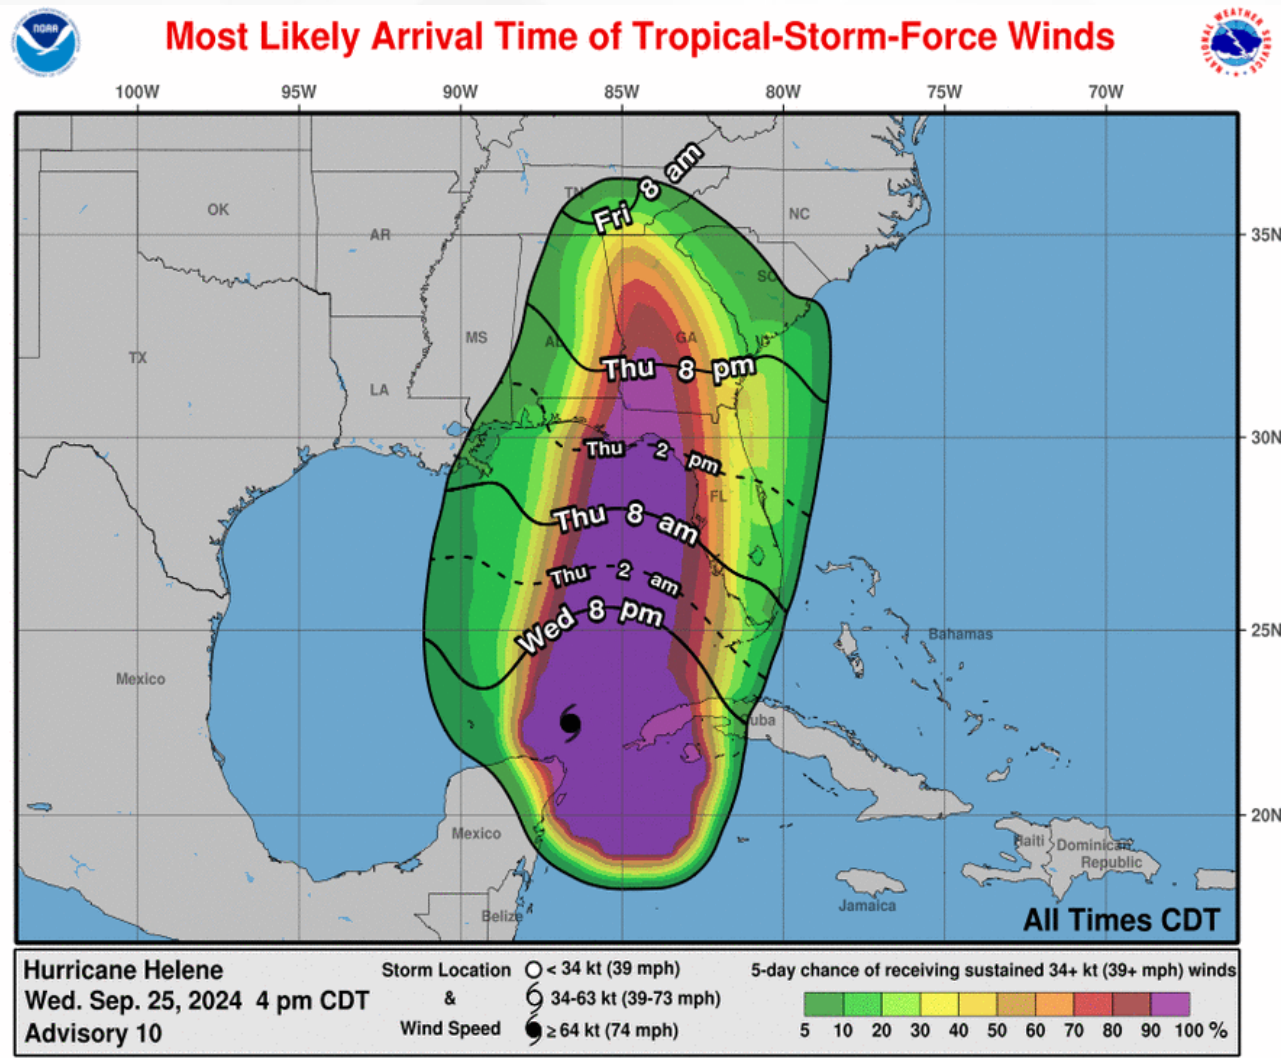 NOAA
Most Likely Arrival Time of Tropical-Storm-Force Winds
NATIONAL WEATHER SERVICE
100W 95W 90W 85W 80W 75W 70W
8 am
TN
Fri
OK
NC
AR
35N
SC
MS
AL
GA
TX
Thu 8 pm
LA
30N
Thu 2 pm
FL
Thu 8 am
Thu 2 am
Wed 8 pm
25N
Bahamas
Mexico
Cuba
20N
Mexico
Haiti
Dominican
Republic
Jamaica
Belize
All Times CDT
Hurricane Helene
Wed. Sep. 25, 2024 4 pm CDT
Advisory 10
Storm Location
&
Wind Speed
< 34 kt (39 mph)
34-63 kt (39-73 mph)
≥ 64 kt (74 mph)
5-day chance of receiving sustained 34+ kt (39+ mph) winds
5 10 20 30 40 50 60 70 80 90 100 %